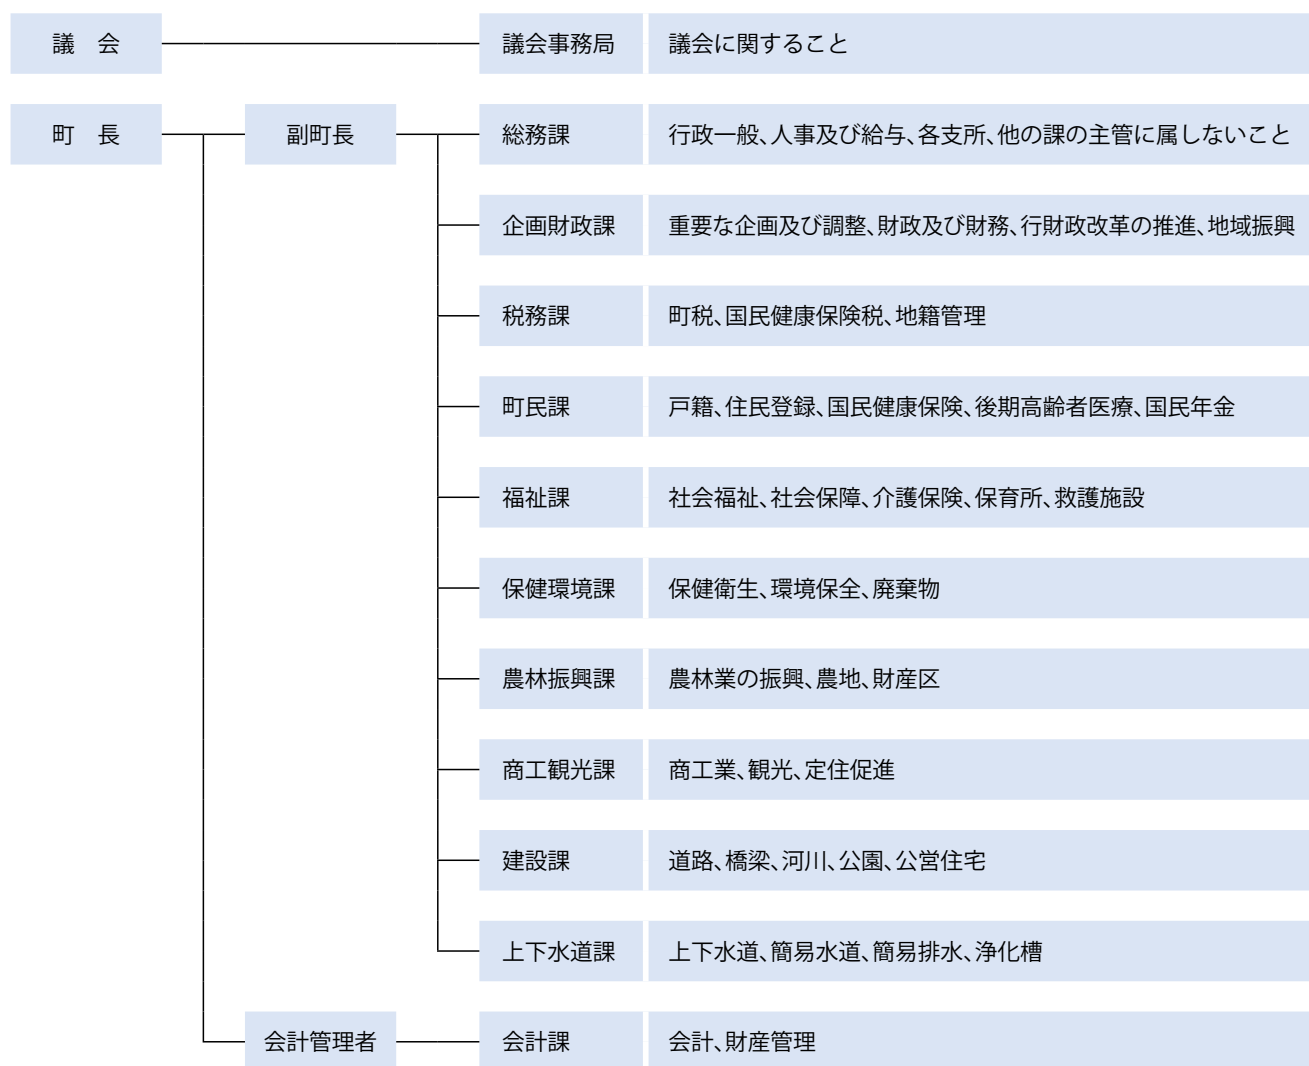 議　会
議会事務局
議会に関すること
町　長
副町長
総務課
行政一般、人事及び給与、各支所、他の課の主管に属しないこと
企画財政課
重要な企画及び調整、財政及び財務、行財政改革の推進、地域振興
税務課
町税、国民健康保険税、地籍管理
町民課
戸籍、住民登録、国民健康保険、後期高齢者医療、国民年金
福祉課
社会福祉、社会保障、介護保険、保育所、救護施設
保健環境課
保健衛生、環境保全、廃棄物
農林振興課
農林業の振興、農地、財産区
商工観光課
商工業、観光、定住促進
建設課
道路、橋梁、河川、公園、公営住宅
上下水道課
上下水道、簡易水道、簡易排水、浄化槽
会計管理者
会計課
会計、財産管理